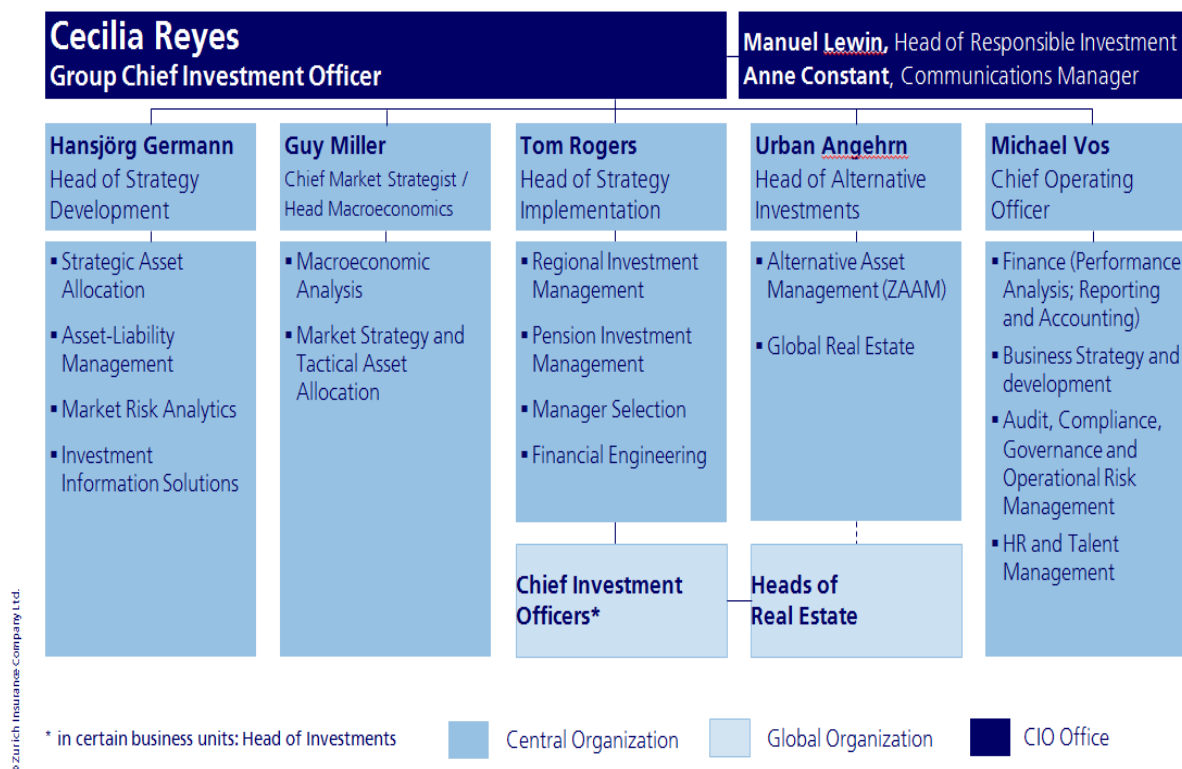 Cecilia Reyes
Group Chief Investment Officer
Manuel Lewin, Head of Responsible Investment
Anne Constant, Communications Manager
Hansjörg Germann
Head of Strategy
Development
Guy Miller
Chief Market Strategist /
Head Macroeconomics
Tom Rogers
Head of Strategy
Implementation
Urban Angehrn
Head of Alternative
Investments
Michael Vos
Chief Operating
Officer
▪ Strategic Asset
Allocation
▪ Asset-Liability
Management
▪ Market Risk Analytics
▪ Investment
Information Solutions
▪ Macroeconomic
Analysis
▪ Market Strategy and
Tactical Asset
Allocation
▪ Regional Investment
Management
▪ Pension Investment
Management
▪ Manager Selection
▪ Financial Engineering
▪ Alternative Asset
Management (ZAAM)
▪ Global Real Estate
▪ Finance (Performance
Analysis; Reporting
and Accounting)
▪ Business Strategy and
development
▪ Audit, Compliance,
Governance and
Operational Risk
Management
▪ HR and Talent
Management
Chief Investment
Officers*
Heads of
Real Estate
* in certain business units: Head of Investments
Central Organization
Global Organization
CIO Office
© Zurich Insurance Company Ltd.